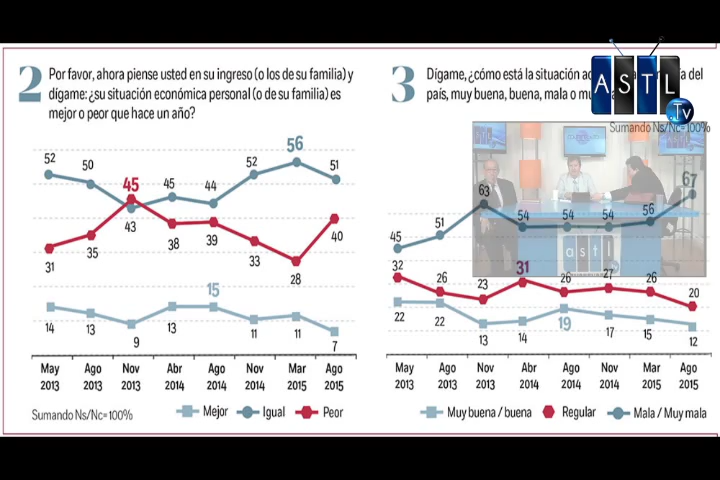 2 Por favor, ahora piense usted en su ingreso (o los de su familia) y
dígame: ¿su situación económica personal (o de su familia) es
mejor o peor que hace un año?
52 50 45 43 45 44 52 56 51
31 35 38 39 33 28 40
14 13 9 13 15 11 11 7
May 2013 Ago 2013 Nov 2013 Abr 2014 Ago 2014 Nov 2014 Mar 2015 Ago 2015
Sumando Ns/Nc=100%
Mejor Igual Peor
3 Dígame, ¿cómo está la situación del
país, muy buena, buena, mala o
Sumando Ns/Nc=100%
ASTL
.Tv
45 51 63 54 54 54 56 67
32 26 23 31 26 27 26 20
22 22 13 14 19 17 15 12
astl
May 2013 Ago 2013 Nov 2013 Abr 2014 Ago 2014 Nov 2014 Mar 2015 Ago 2015
Muy buena / buena Regular Mala / Muy mala